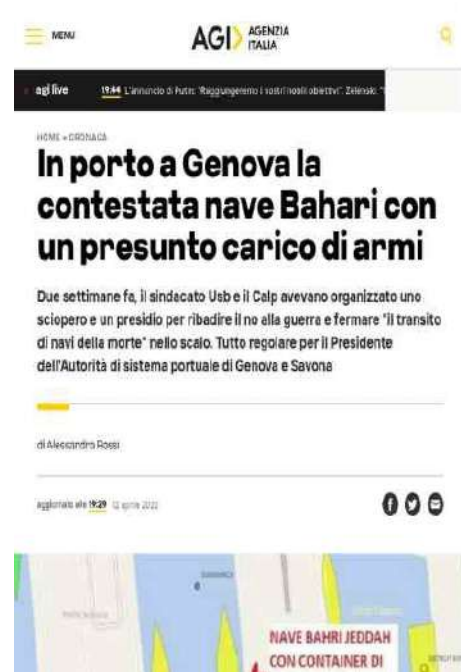 MENU
AGI AGENZIA
ITALIA
agi live 19:44 L'annuncio di Putin: "Raggiungeremo i nostri nobili obiettivi". Zelenski: "
HOME » CRONACA
In porto a Genova la
contestata nave Bahari con
un presunto carico di armi
Due settimane fa, il sindacato Usb e il Calp avevano organizzato uno
sciopero e un presidio per ribadire il no alla guerra e fermare "il transito
di navi della morte" nello scalo. Tutto regolare per il Presidente
dell'Autorità di sistema portuale di Genova e Savona
di Alessandro Rossi
aggiornato alle 19:29 12 aprile 2022
NAVE BAHRI JEDDAH
CON CONTAINER DI